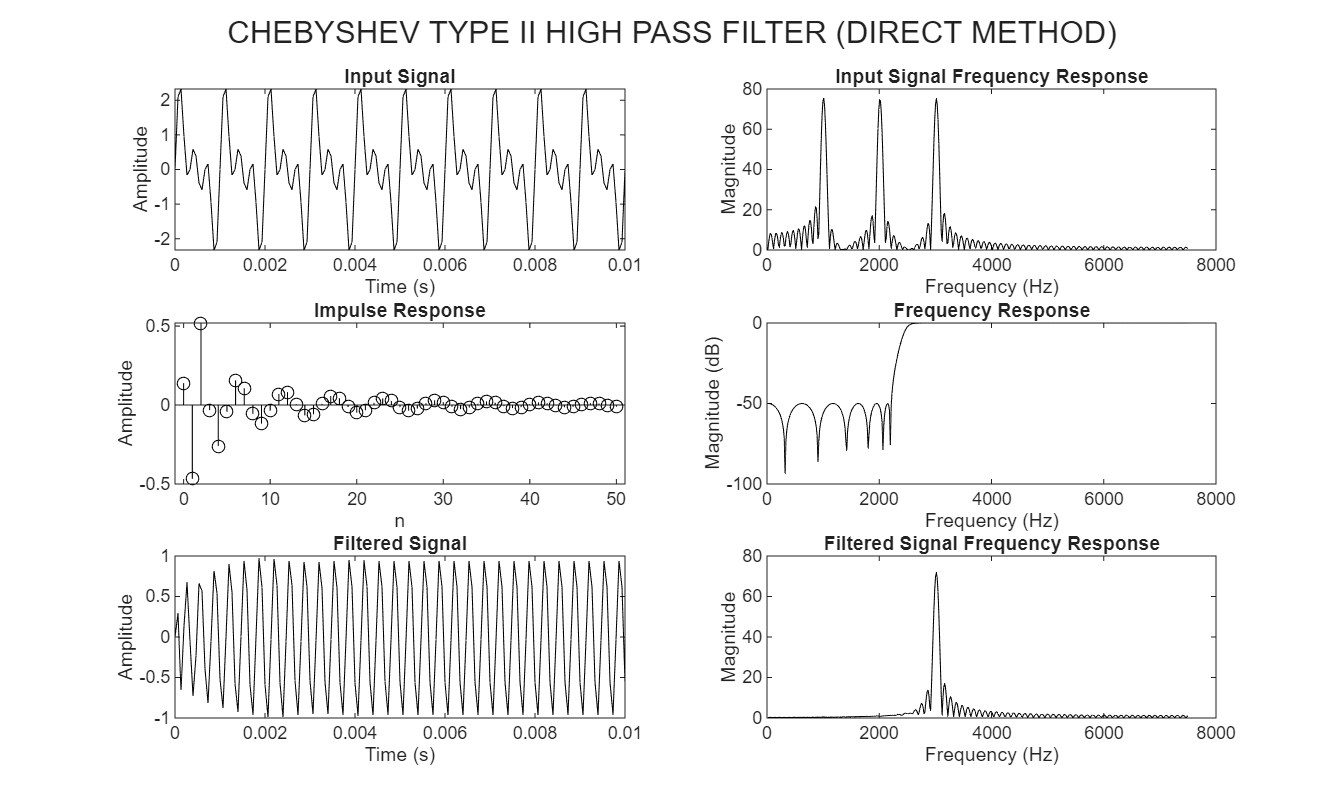 CHEBYSHEV TYPE II HIGH PASS FILTER (DIRECT METHOD)
Input Signal
2
1
0
-1
-2
Amplitude
0 0.002 0.004 0.006 0.008 0.01
Time (s)
Input Signal Frequency Response
80
60
40
20
0
Magnitude
0 2000 4000 6000 8000
Frequency (Hz)
Impulse Response
0.5
0
-0.5
Amplitude
0 10 20 30 40 50
n
Frequency Response
0
-50
-100
Magnitude (dB)
0 2000 4000 6000 8000
Frequency (Hz)
Filtered Signal
1
0.5
0
-0.5
-1
Amplitude
0 0.002 0.004 0.006 0.008 0.01
Time (s)
Filtered Signal Frequency Response
80
60
40
20
0
Magnitude
0 2000 4000 6000 8000
Frequency (Hz)